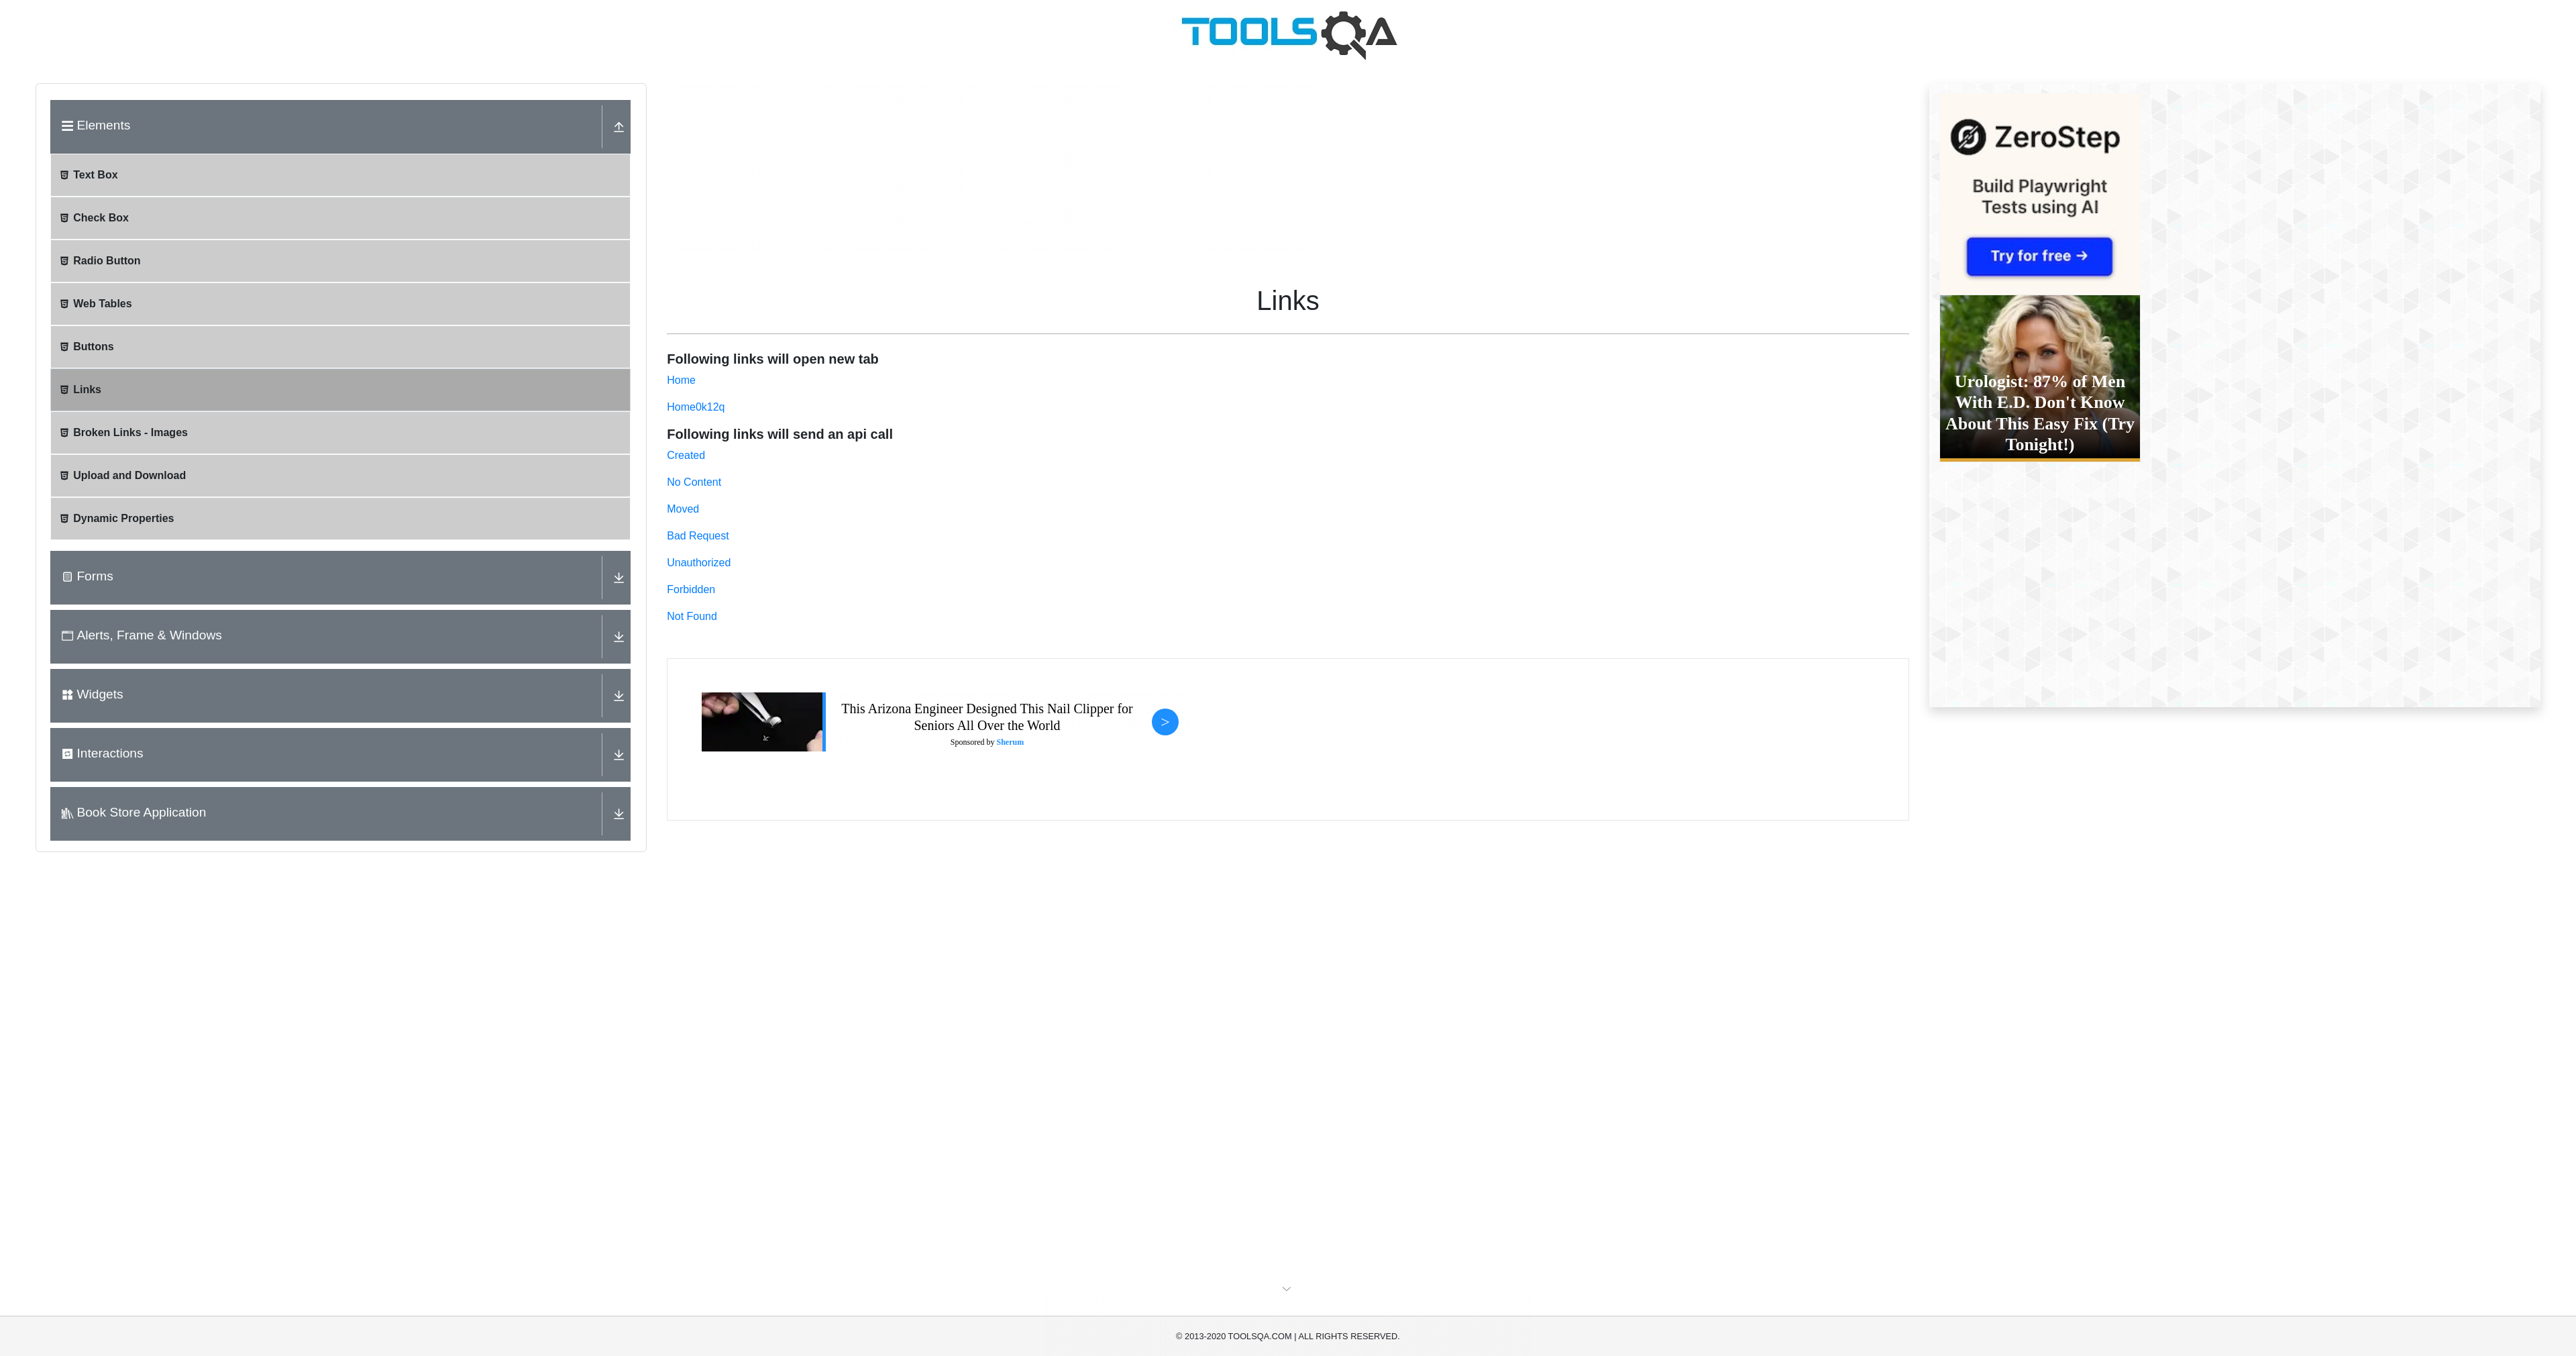 TOOLSQA
Elements
Text Box
Check Box
Radio Button
Web Tables
Buttons
Links
Broken Links - Images
Upload and Download
Dynamic Properties
Forms
Alerts, Frame & Windows
Widgets
Interactions
Book Store Application
Links
Following links will open new tab
Home
Home0k12q
Following links will send an api call
Created
No Content
Moved
Bad Request
Unauthorized
Forbidden
Not Found
This Arizona Engineer Designed This Nail Clipper for
Seniors All Over the World
Sponsored by Sherum
>
ZeroStep
Build Playwright
Tests using AI
Try for free →
Urologist: 87% of Men
With E.D. Don't Know
About This Easy Fix (Try
Tonight!)
© 2013-2020 TOOLSQA.COM | ALL RIGHTS RESERVED.